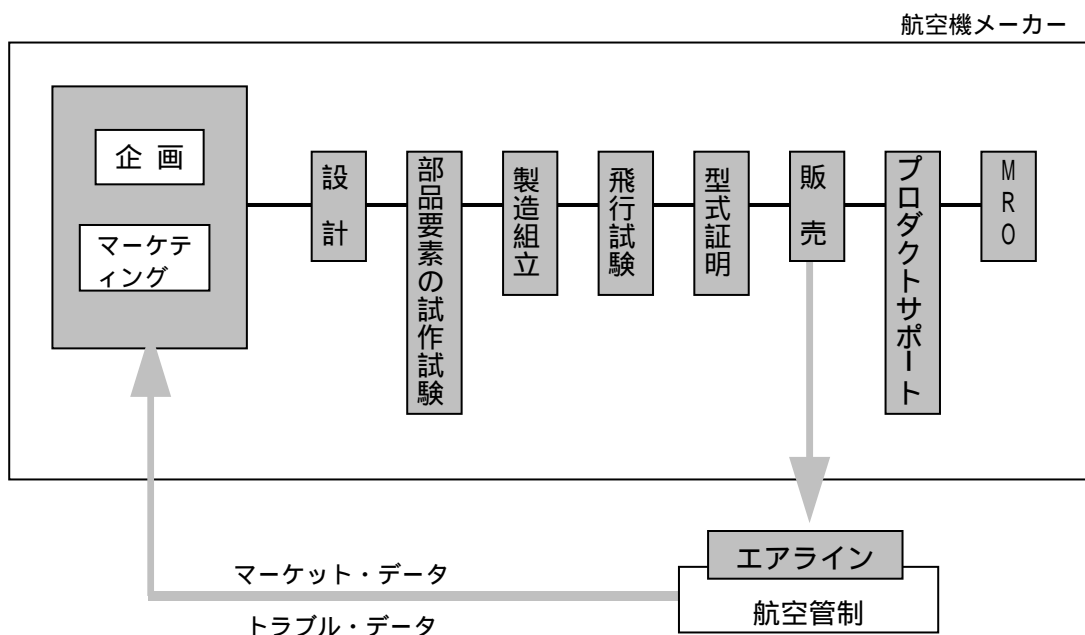 航空機メーカー
企 画
マーケテ
ィング
設計
部品要素の試作試験
製造組立
飛行試験
型式証明
販売
プロダクトサポート
MRO
エアライン
航空管制
マーケット・データ
トラブル・データ